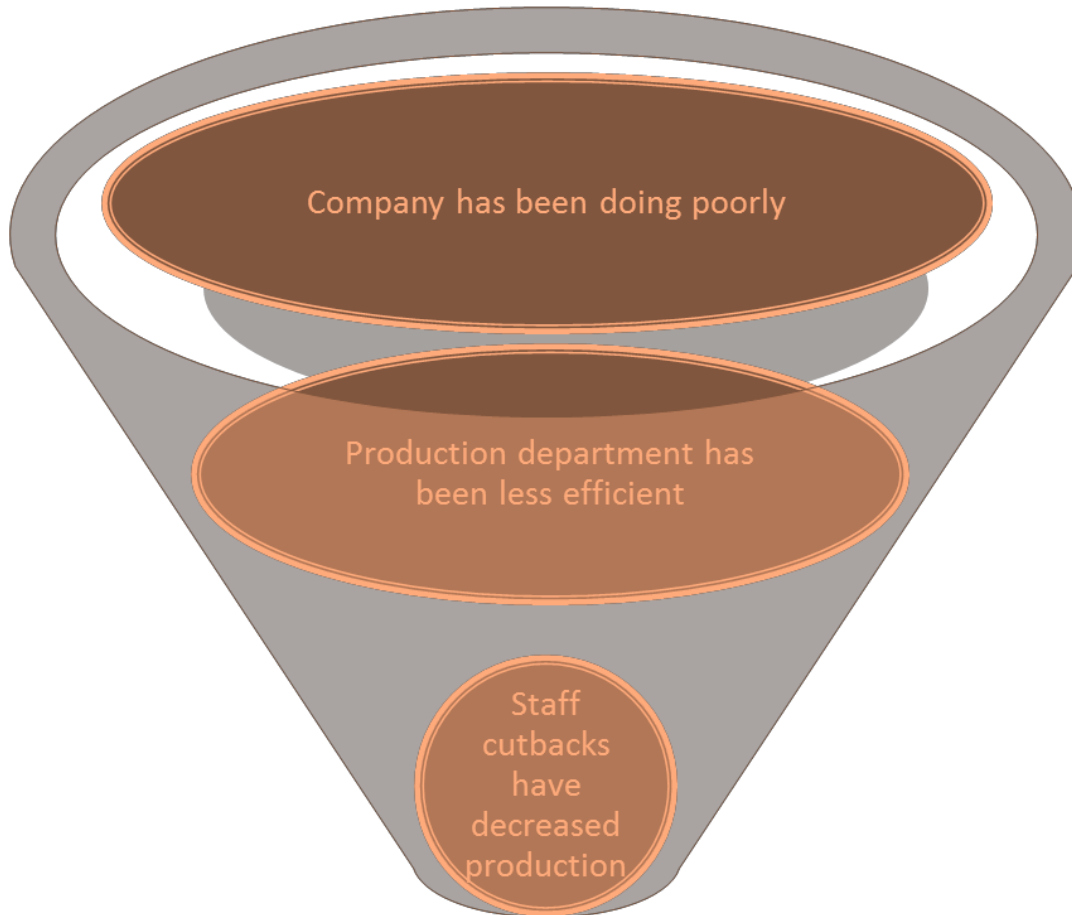 Company has been doing poorly
Production department has
been less efficient
Staff
cutbacks
have
decreased
production